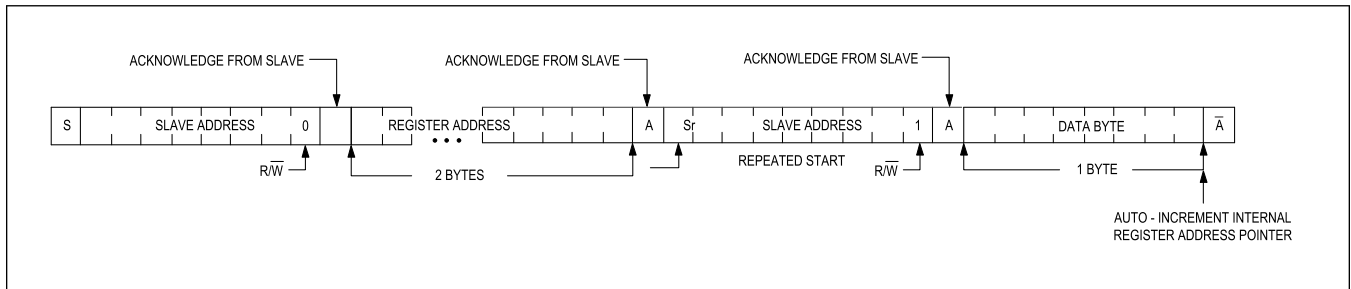 ACKNOWLEDGE FROM SLAVE ACKNOWLEDGE FROM SLAVE ACKNOWLEDGE FROM SLAVE
S SLAVE ADDRESS 0 REGISTER ADDRESS ••• A Sr SLAVE ADDRESS 1 A DATA BYTE A̅
R/W̅ 2 BYTES REPEATED START R/W̅ 1 BYTE
AUTO - INCREMENT INTERNAL
REGISTER ADDRESS POINTER